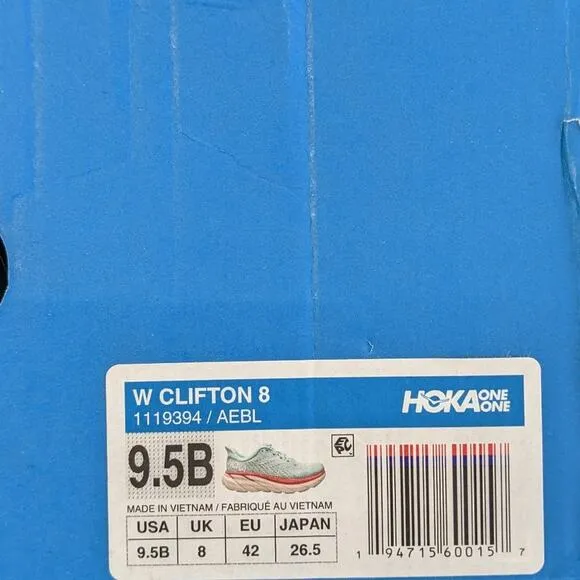 W CLIFTON 8
1119394 / AEBL
HOKA ONE ONE
9.5B
MADE IN VIETNAM / FABRIQUÉ AU VIETNAM
USA UK EU JAPAN
9.5B 8 42 26.5
1 94715 60015 7